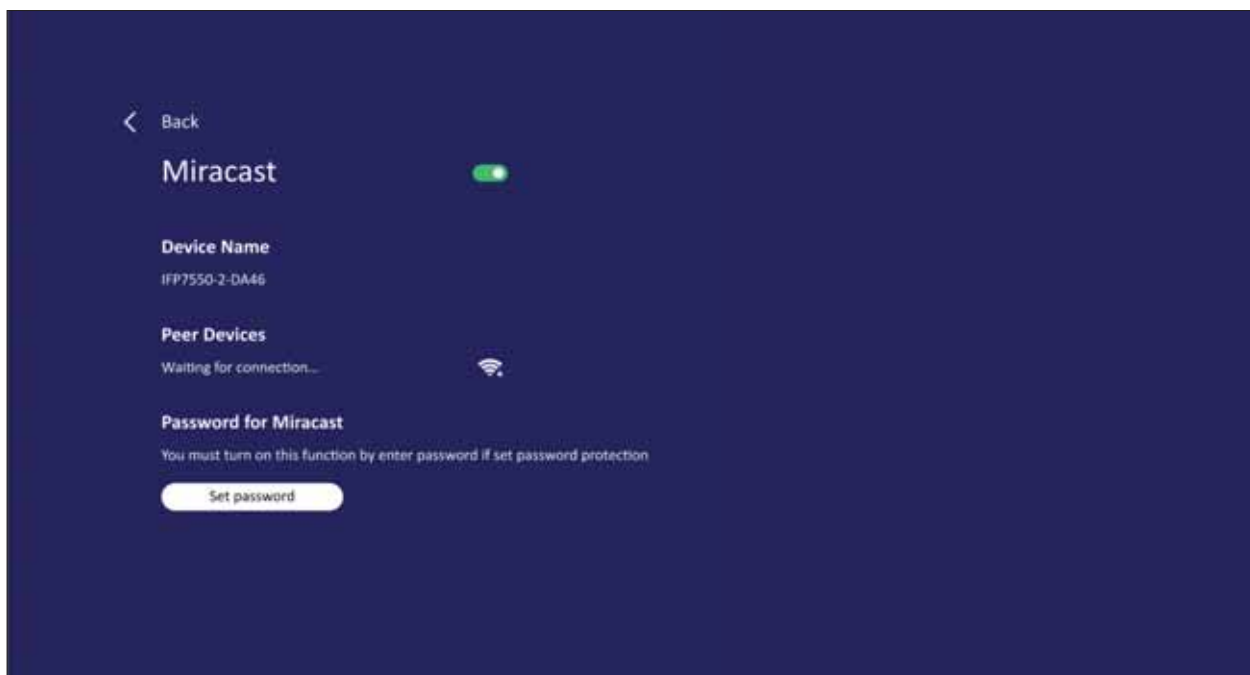 Back
Miracast
Device Name
IFP7550-2-DA46
Peer Devices
Waiting for connection...
Password for Miracast
You must turn on this function by enter password if set password protection
Set password